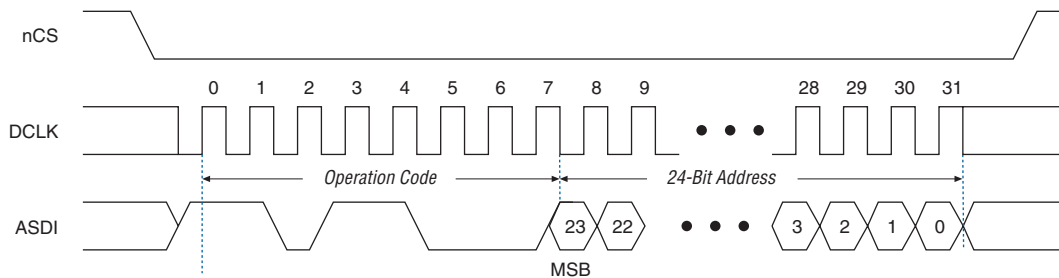 nCS
0 1 2 3 4 5 6 7 8 9 28 29 30 31
DCLK
Operation Code 24-Bit Address
ASDI 23 22 3 2 1 0
MSB